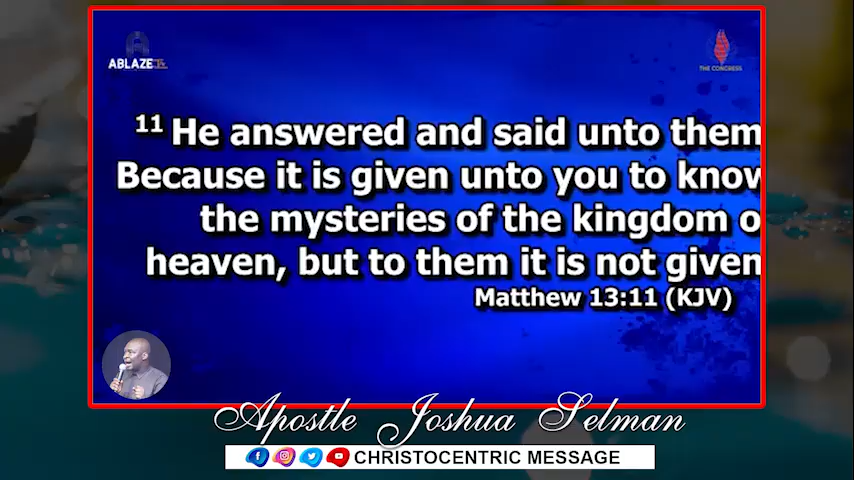 ABLAZE TV
THE CONGRESS
11 He answered and said unto them
Because it is given unto you to know
the mysteries of the kingdom o
heaven, but to them it is not given
Matthew 13:11 (KJV)
Apostle Joshua Selman
CHRISTOCENTRIC MESSAGE